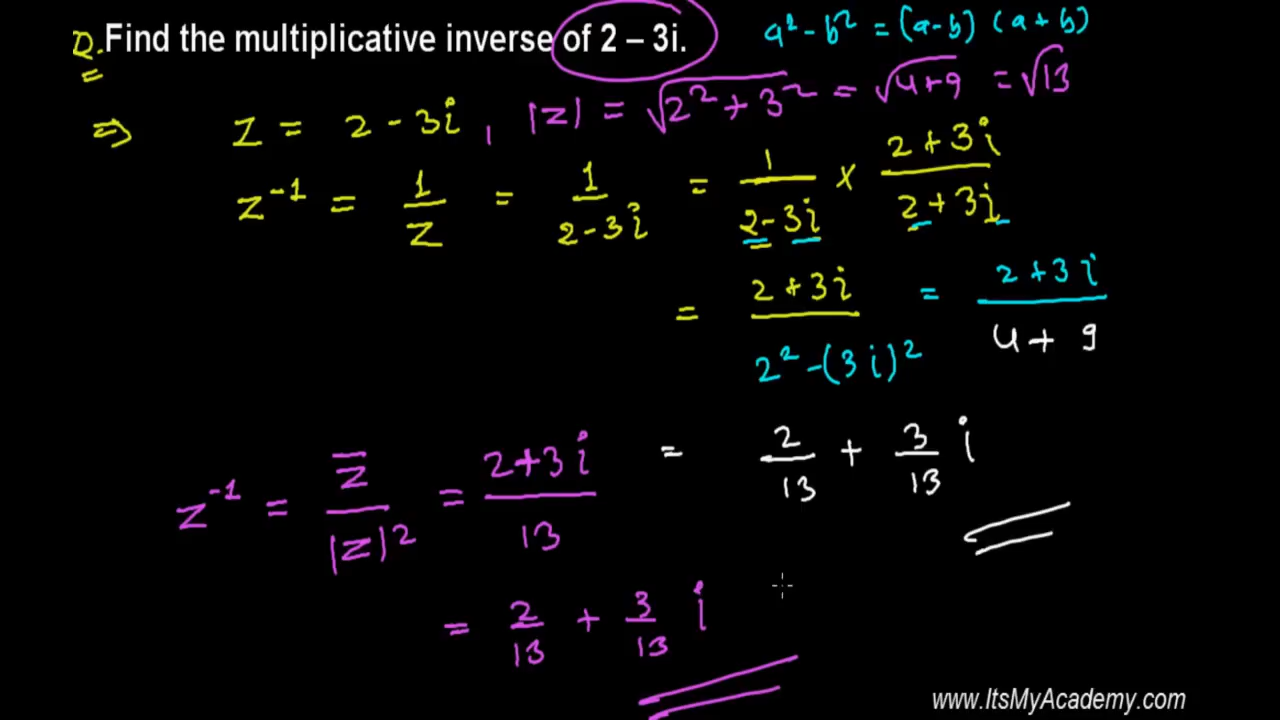 Q. Find the multiplicative inverse of 2 – 3i.
a² - b² = (a-b) (a+b)
⇒ z = 2 - 3i, |z| = √(2² + 3²) = √(4+9) = √13
z⁻¹ = 1/z = 1/(2-3i) = 1/(2-3i) × (2+3i)/(2+3i)
= (2+3i)/(2² - (3i)²) = (2+3i)/(4+9)
= 2/13 + 3/13 i
z⁻¹ = z̅/|z|² = (2+3i)/13
= 2/13 + 3/13 i
www.ItsMyAcademy.com